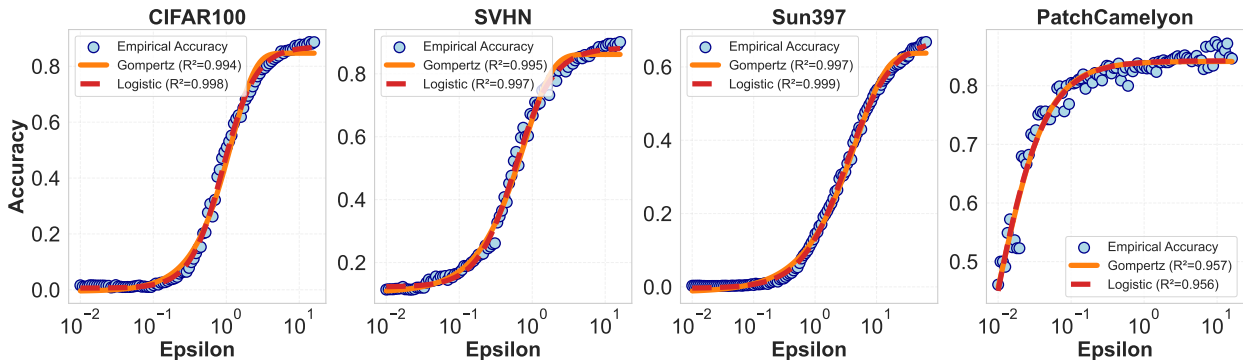 CIFAR100
Accuracy
0.8
0.6
0.4
0.2
0.0
Empirical Accuracy
Gompertz (R²=0.994)
Logistic (R²=0.998)
10⁻² 10⁻¹ 10⁰ 10¹
Epsilon
SVHN
0.8
0.6
0.4
0.2
Empirical Accuracy
Gompertz (R²=0.995)
Logistic (R²=0.997)
10⁻² 10⁻¹ 10⁰ 10¹
Epsilon
Sun397
0.6
0.4
0.2
0.0
Empirical Accuracy
Gompertz (R²=0.997)
Logistic (R²=0.999)
10⁻² 10⁻¹ 10⁰ 10¹
Epsilon
PatchCamelyon
0.8
0.7
0.6
0.5
Empirical Accuracy
Gompertz (R²=0.957)
Logistic (R²=0.956)
10⁻² 10⁻¹ 10⁰ 10¹
Epsilon